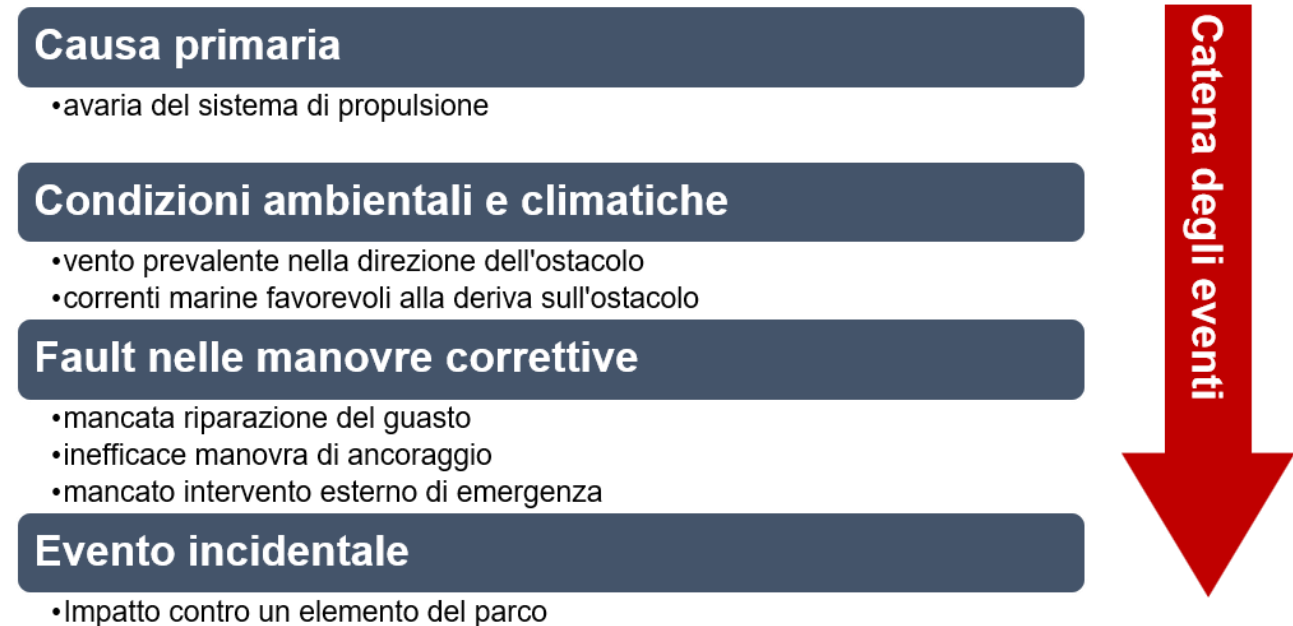 Causa primaria
•avaria del sistema di propulsione
Condizioni ambientali e climatiche
•vento prevalente nella direzione dell'ostacolo
•correnti marine favorevoli alla deriva sull'ostacolo
Fault nelle manovre correttive
•mancata riparazione del guasto
•inefficace manovra di ancoraggio
•mancato intervento esterno di emergenza
Evento incidentale
•Impatto contro un elemento del parco
Catena degli eventi